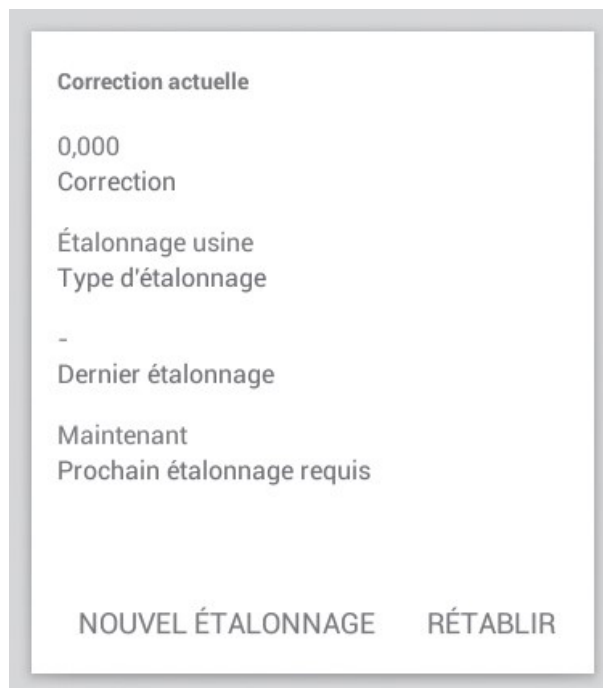 Correction actuelle
0,000
Correction
Étalonnage usine
Type d'étalonnage
-
Dernier étalonnage
Maintenant
Prochain étalonnage requis
NOUVEL ÉTALONNAGE RÉTABLIR